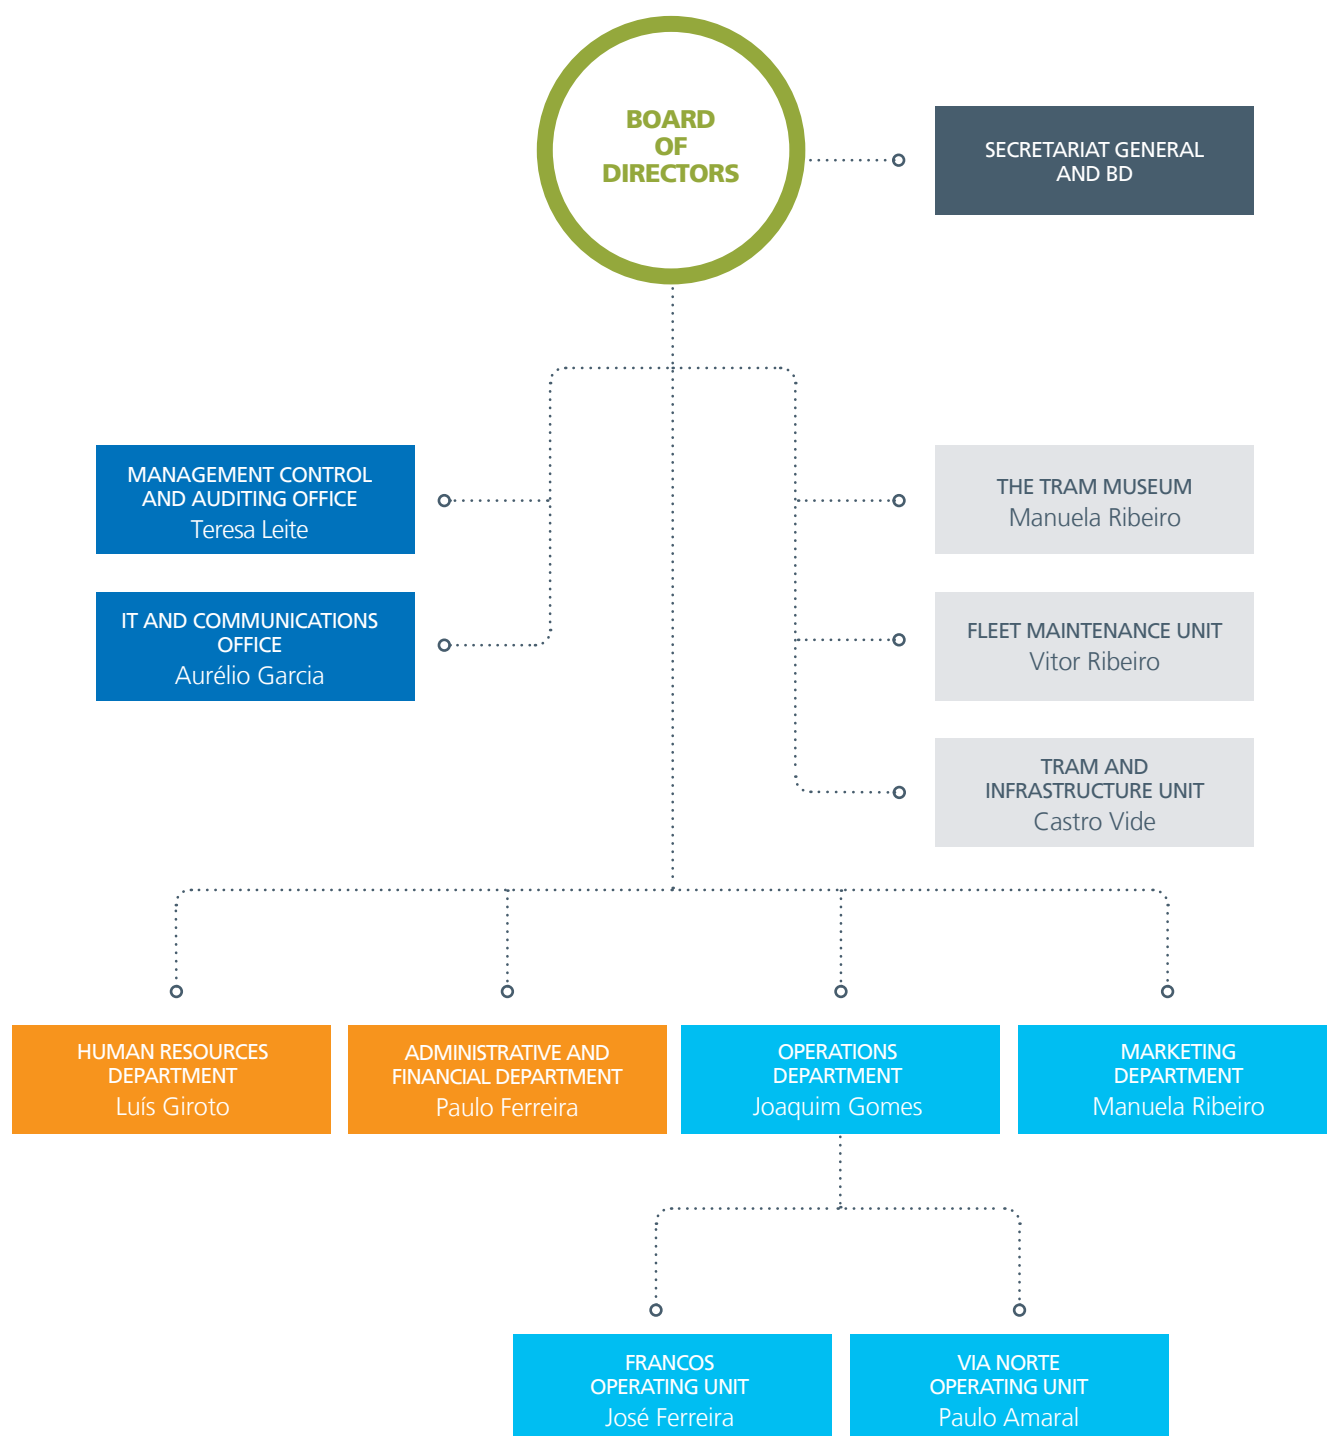 BOARD
OF
DIRECTORS
SECRETARIAT GENERAL
AND BD
MANAGEMENT CONTROL
AND AUDITING OFFICE
Teresa Leite
THE TRAM MUSEUM
Manuela Ribeiro
IT AND COMMUNICATIONS
OFFICE
Aurélio Garcia
FLEET MAINTENANCE UNIT
Vitor Ribeiro
TRAM AND
INFRASTRUCTURE UNIT
Castro Vide
HUMAN RESOURCES
DEPARTMENT
Luís Giroto
ADMINISTRATIVE AND
FINANCIAL DEPARTMENT
Paulo Ferreira
OPERATIONS
DEPARTMENT
Joaquim Gomes
MARKETING
DEPARTMENT
Manuela Ribeiro
FRANCOS
OPERATING UNIT
José Ferreira
VIA NORTE
OPERATING UNIT
Paulo Amaral